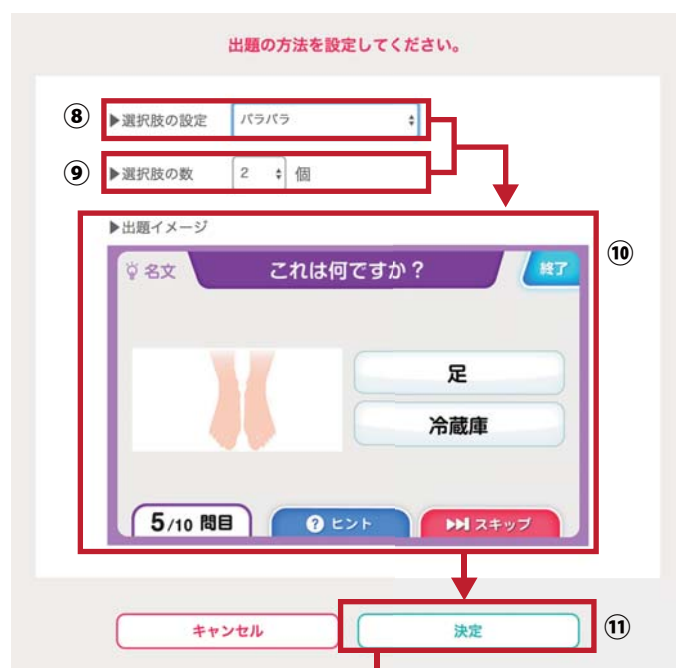 出題の方法を設定してください。
⑧ ▶選択肢の設定 バラバラ
⑨ ▶選択肢の数 2 個
▶出題イメージ
⑩
名文 これは何ですか？ 終了
足
冷蔵庫
5/10 問目 ? ヒント スキップ
キャンセル 決定 ⑪